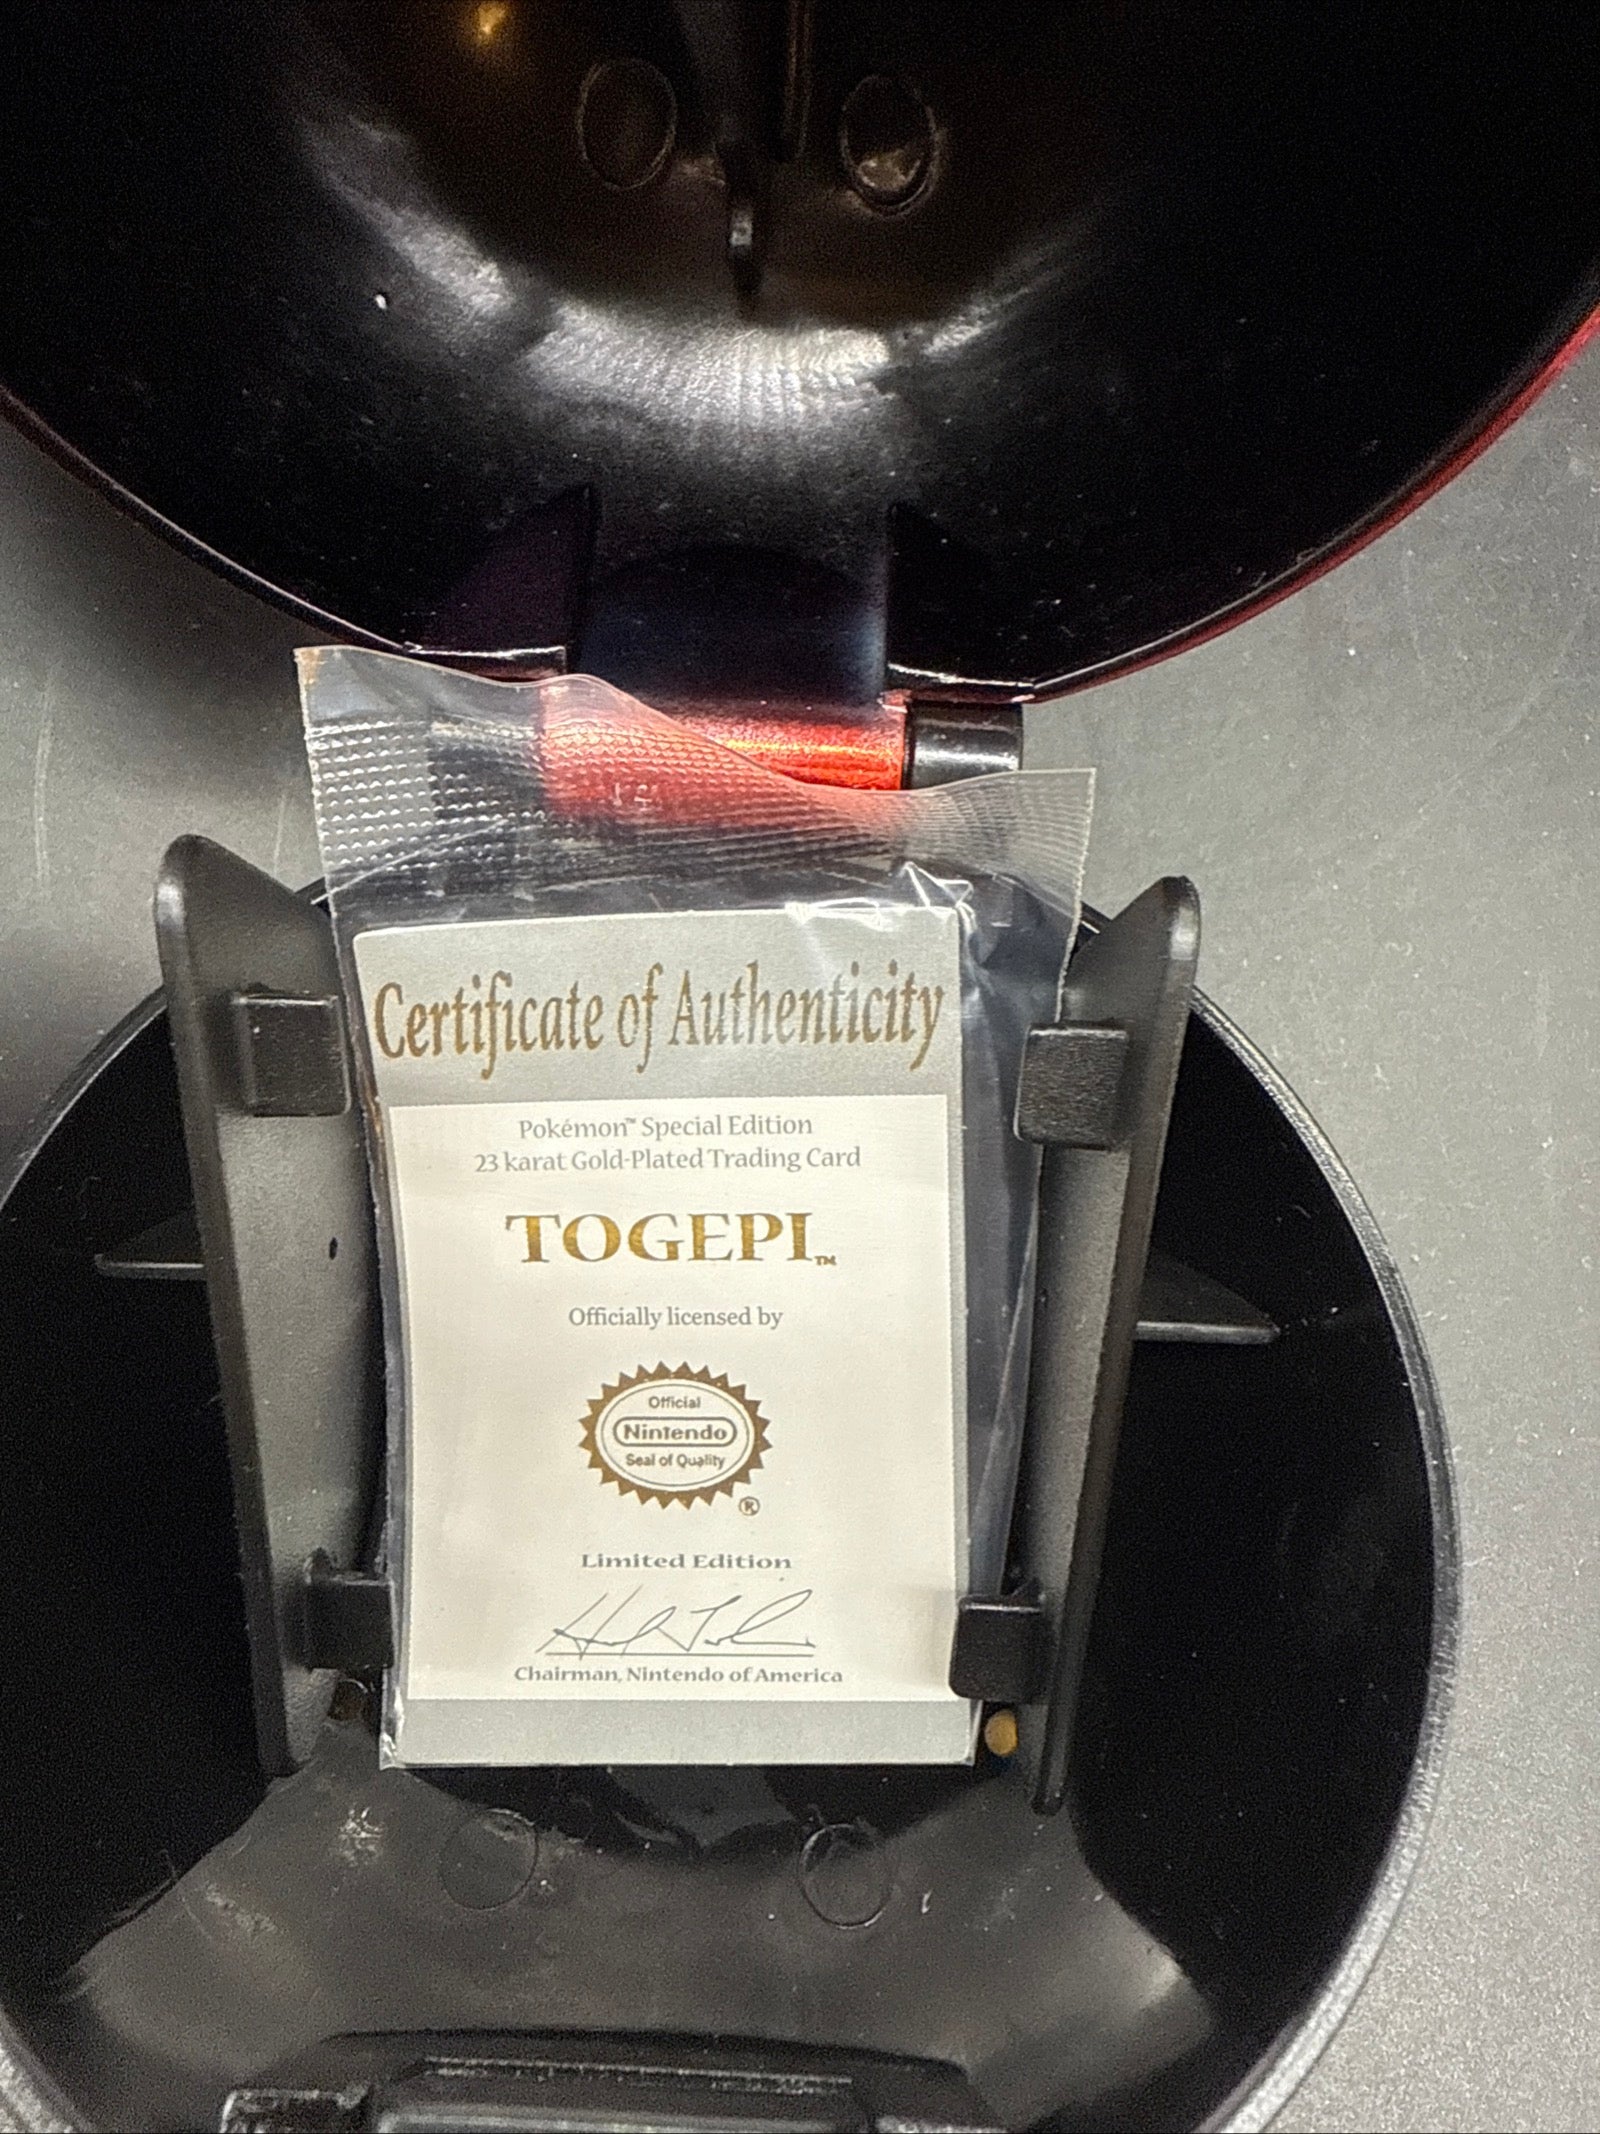 Certificate of Authenticity
Pokémon™ Special Edition
23 karat Gold-Plated Trading Card
TOGEPI™
Officially licensed by
Official
Nintendo
Seal of Quality
®
Limited Edition
Chairman, Nintendo of America